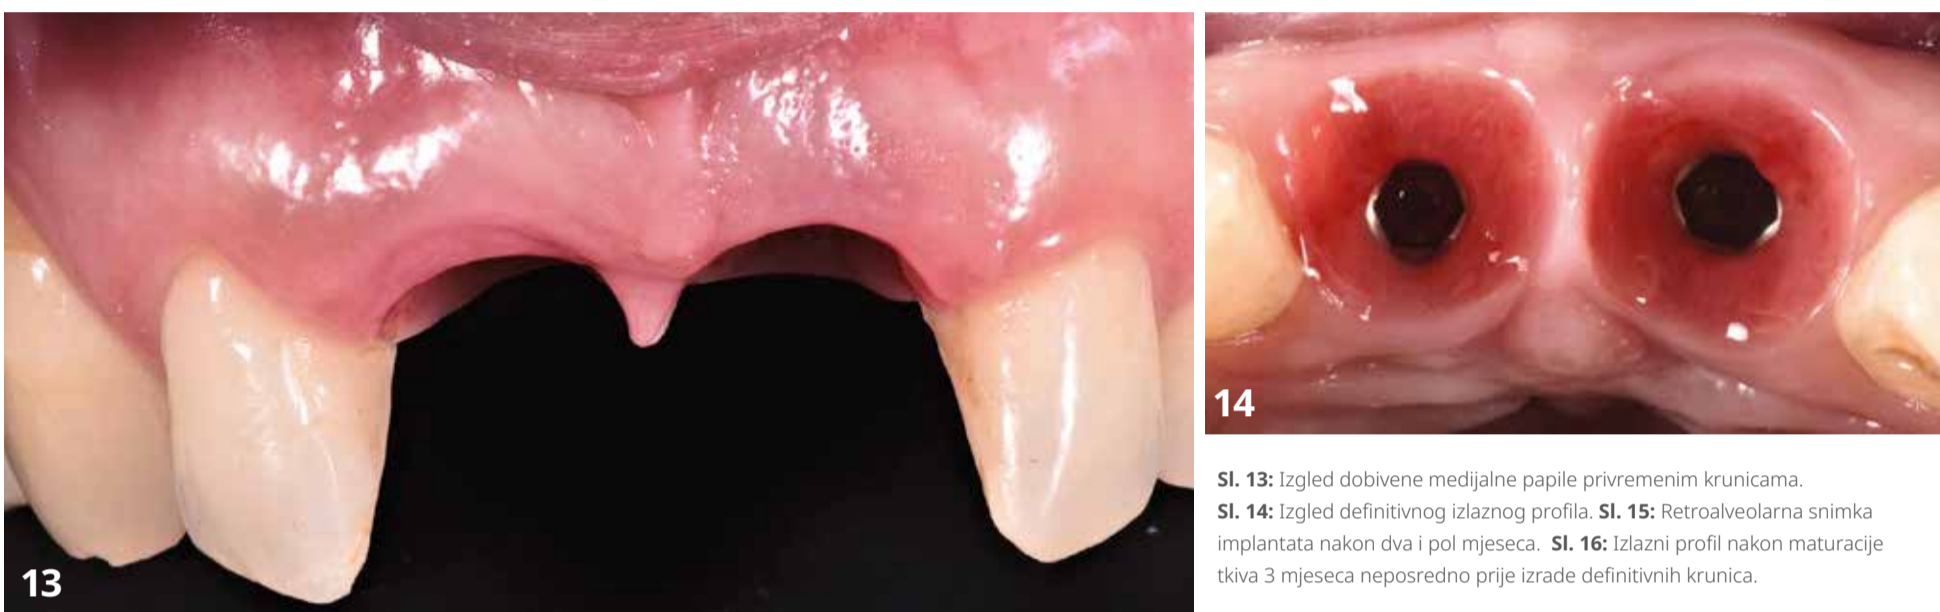 13
14
Sl. 13: Izgled dobivene medijalne papile privremenim krunicama.
Sl. 14: Izgled definitivnog izlaznog profila. Sl. 15: Retroalveolarna snimka
implantata nakon dva i pol mjeseca. Sl. 16: Izlazni profil nakon maturacije
tkiva 3 mjeseca neposredno prije izrade definitivnih krunica.